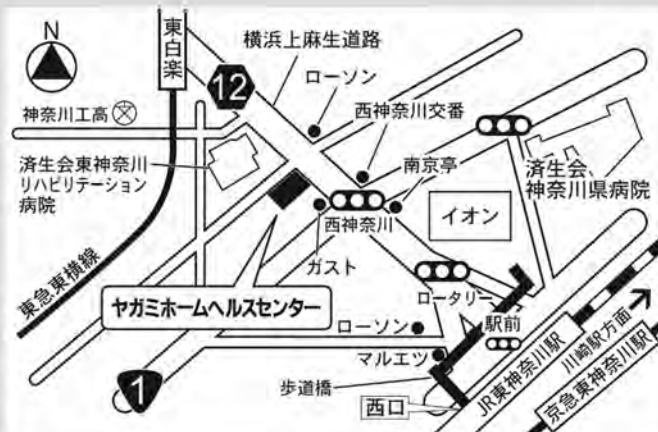 N
東白楽
横浜上麻生道路
12
ローソン
神奈川工高
西神奈川交番
済生会東神奈川
リハビリテーション
病院
南京亭
済生会
神奈川県病院
イオン
西神奈川
ガスト
東急東横線
ヤガミホームヘルスセンター
ロータリー
駅前
ローソン
マルエツ
1
歩道橋
西口
JR東神奈川駅
川崎駅方面
京急東神奈川駅